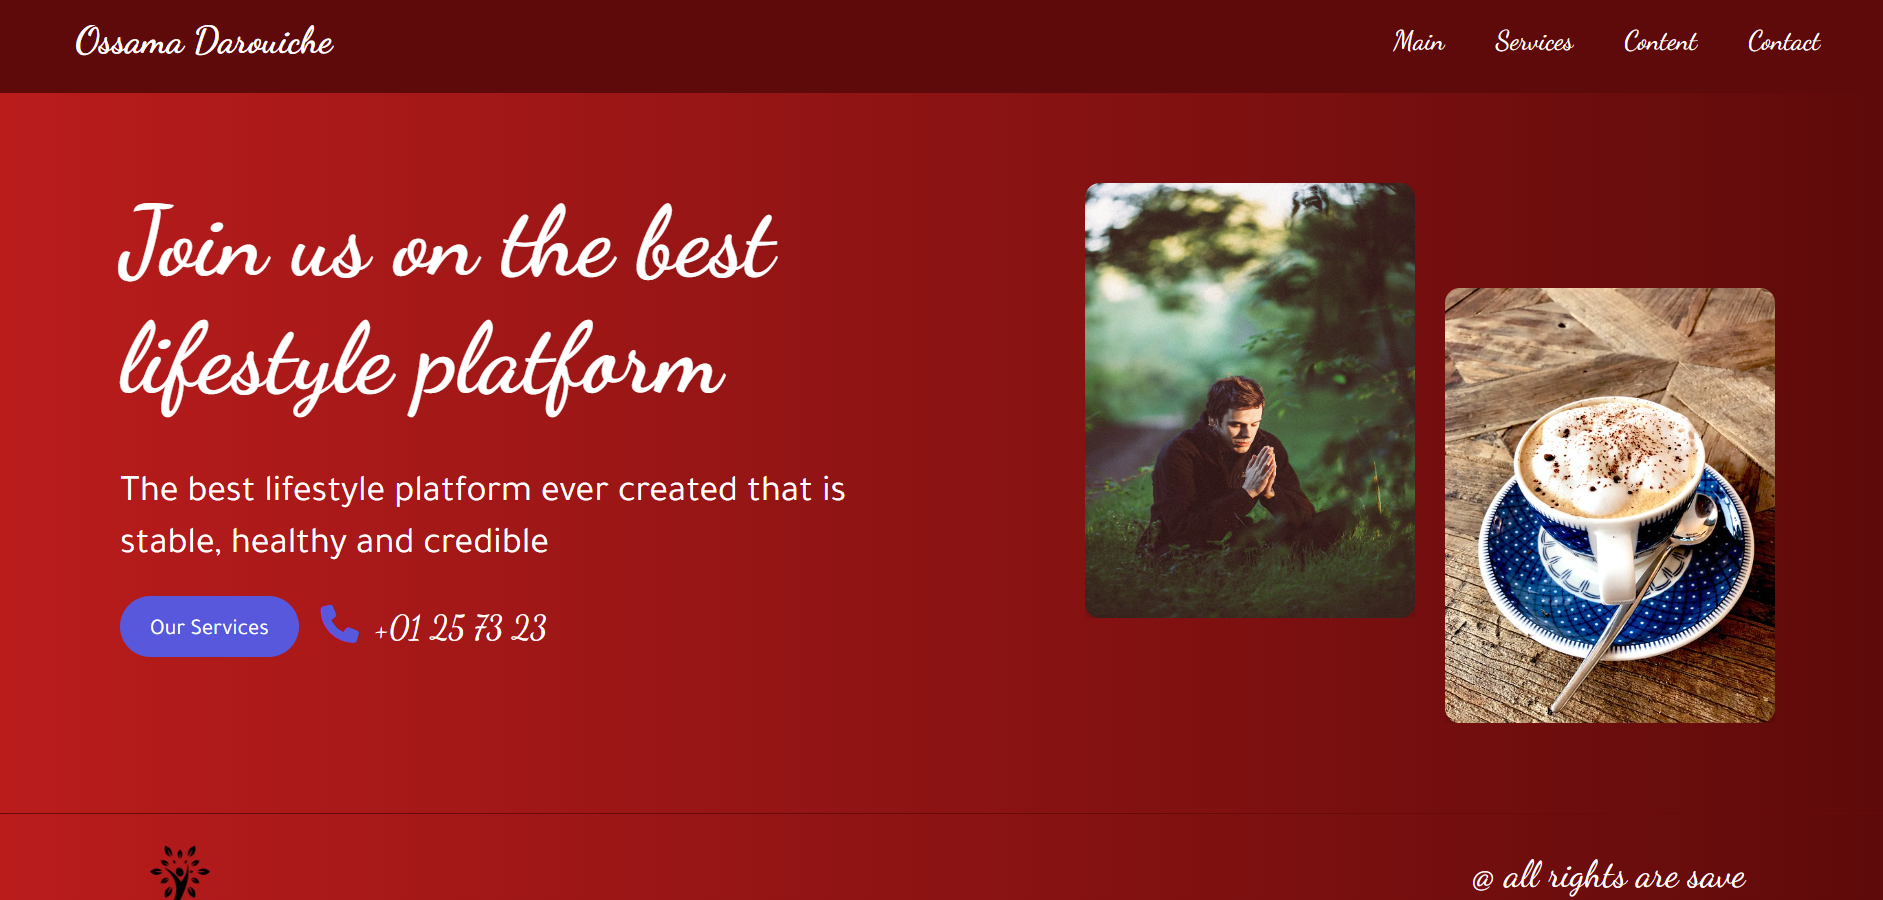 Ossama Darouiche
Main Services Content Contact
Join us on the best
lifestyle platform
The best lifestyle platform ever created that is
stable, healthy and credible
Our Services
+01 25 73 23
@ all rights are save